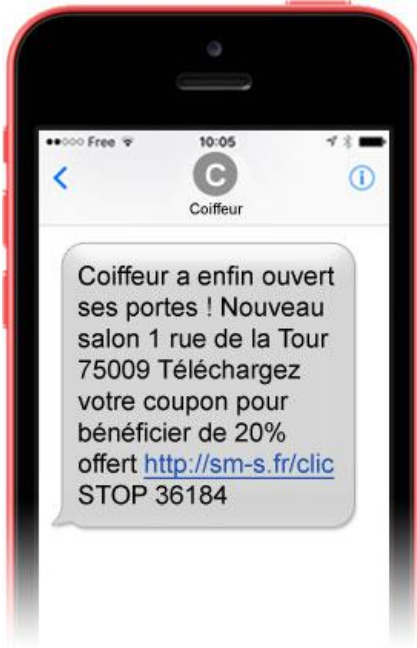 Free
10:05
C
Coiffeur
Coiffeur a enfin ouvert
ses portes ! Nouveau
salon 1 rue de la Tour
75009 Téléchargez
votre coupon pour
bénéficier de 20%
offert http://sm-s.fr/clic
STOP 36184